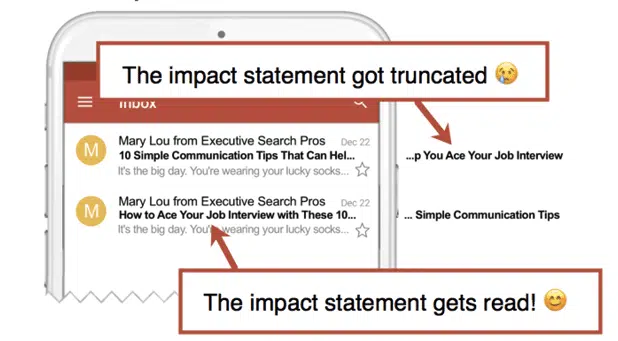 The impact statement got truncated 😢
Inbox
Mary Lou from Executive Search Pros Dec 22
10 Simple Communication Tips That Can Hel... ...p You Ace Your Job Interview
It's the big day. You're wearing your lucky socks...
M
Mary Lou from Executive Search Pros Dec 22
How to Ace Your Job Interview with These 10... ... Simple Communication Tips
It's the big day. You're wearing your lucky socks...
M
The impact statement gets read! 😊